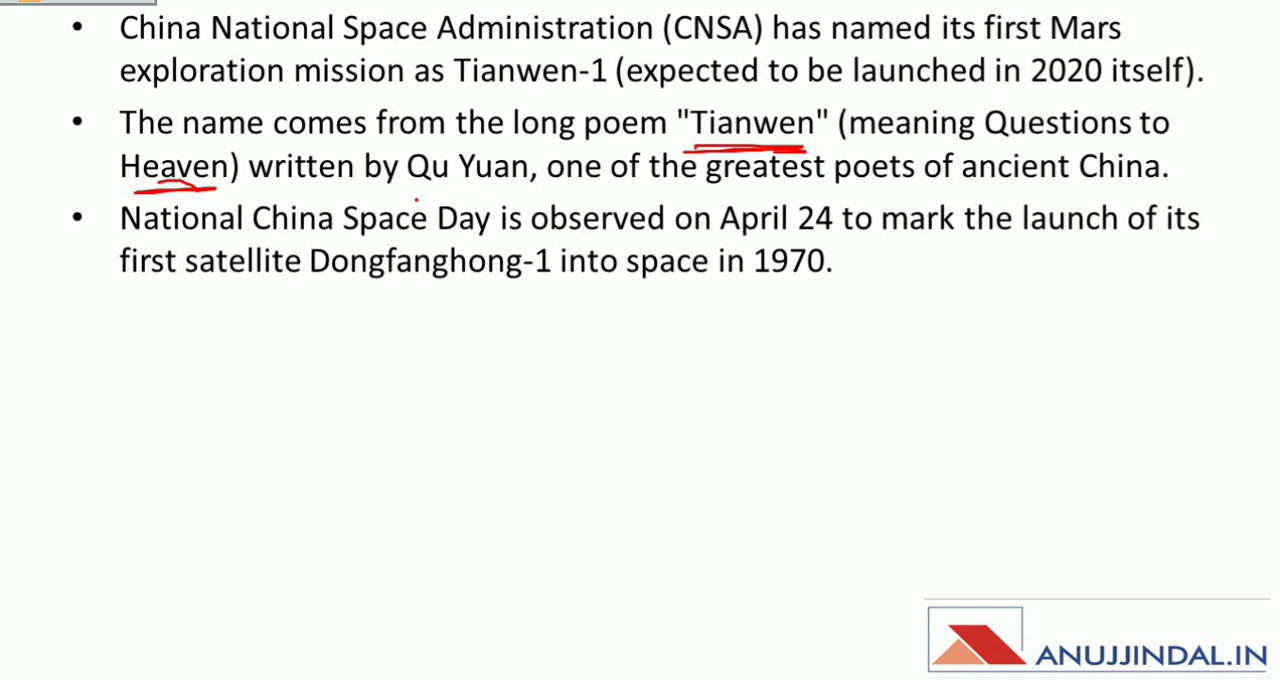 • China National Space Administration (CNSA) has named its first Mars
exploration mission as Tianwen-1 (expected to be launched in 2020 itself).
• The name comes from the long poem "Tianwen" (meaning Questions to
Heaven) written by Qu Yuan, one of the greatest poets of ancient China.
• National China Space Day is observed on April 24 to mark the launch of its
first satellite Dongfanghong-1 into space in 1970.
ANUJJINDAL.IN